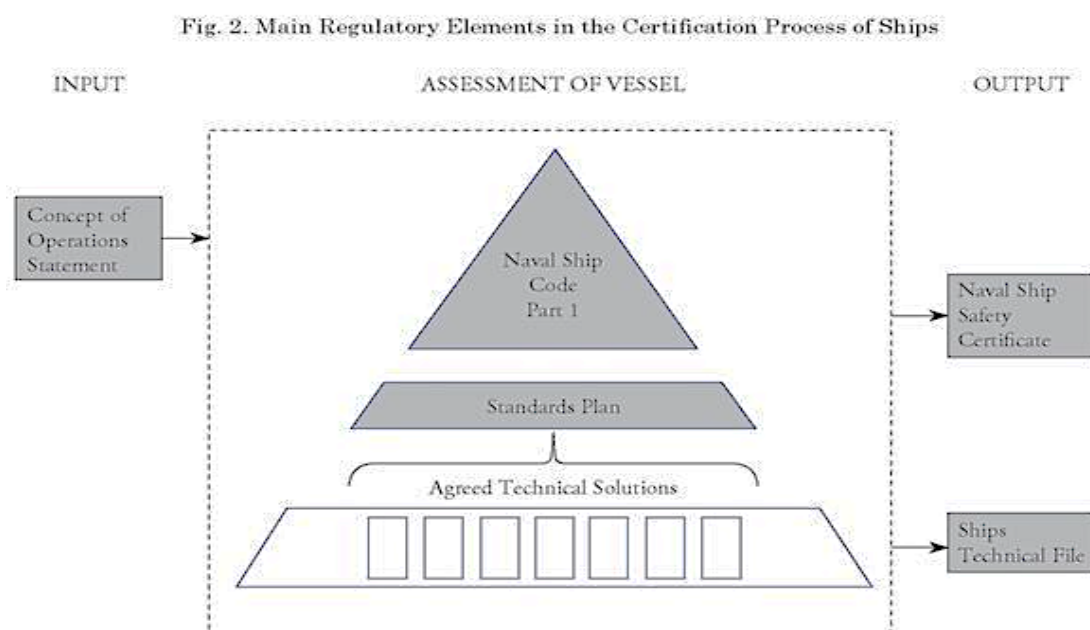 Fig. 2. Main Regulatory Elements in the Certification Process of Ships
INPUT
ASSESSMENT OF VESSEL
OUTPUT
Concept of
Operations
Statement
Naval Ship
Code
Part 1
Naval Ship
Safety
Certificate
Standards Plan
Agreed Technical Solutions
Ships
Technical File